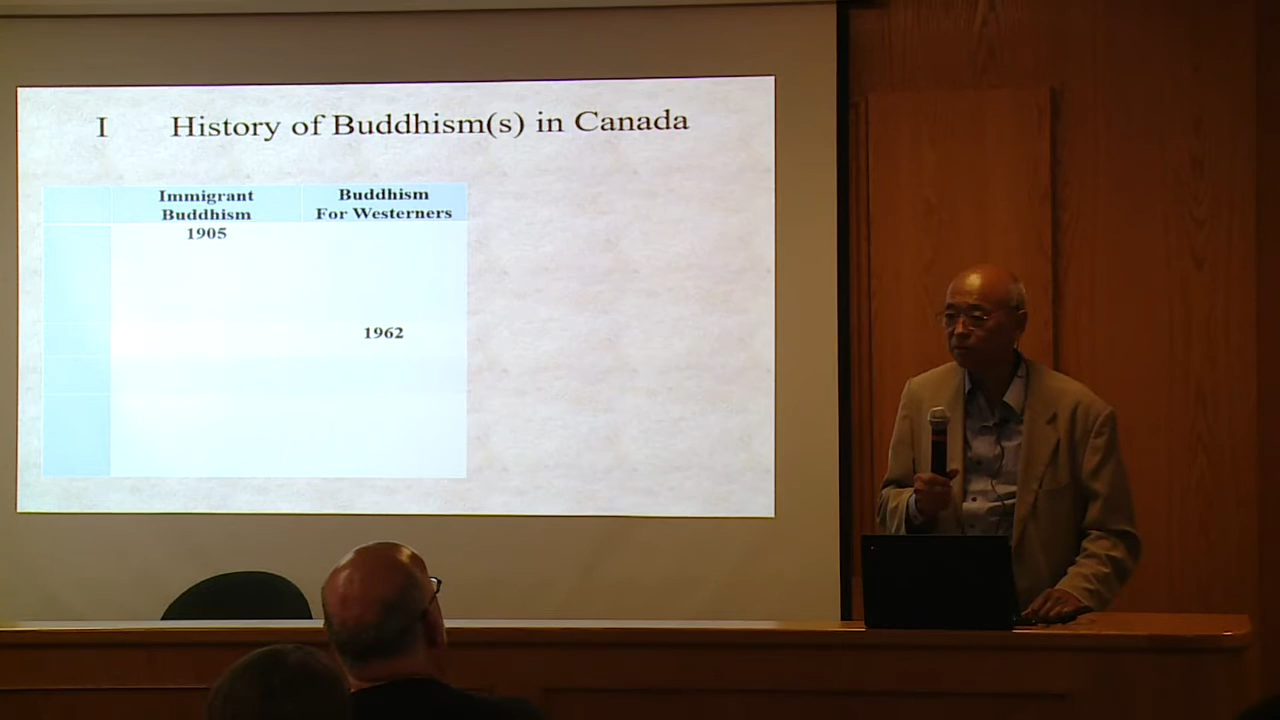 I History of Buddhism(s) in Canada
Immigrant
Buddhism
Buddhism
For Westerners
1905
1962